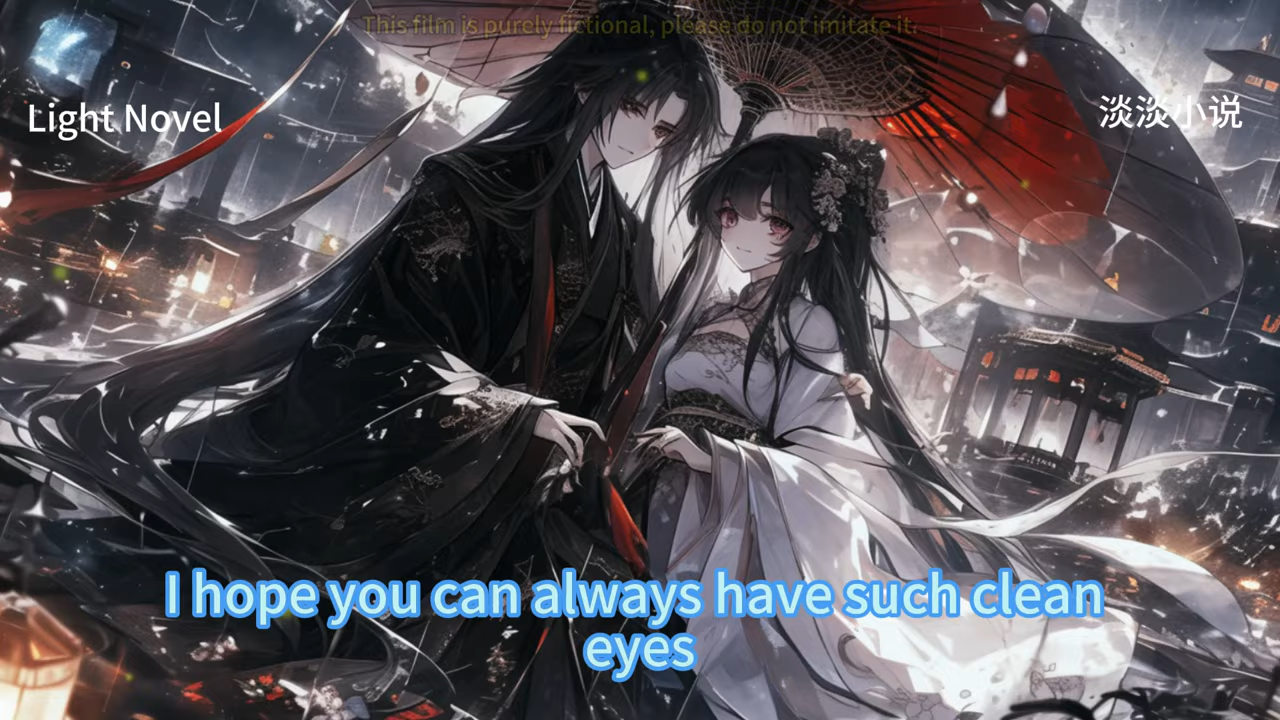 This film is purely fictional, please do not imitate it.
Light Novel
淡淡小说
I hope you can always have such clean
eyes